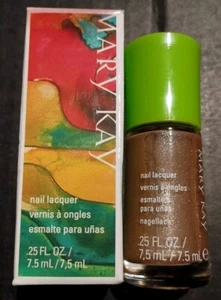 MARY KAY
nail lacquer
vernis à ongles
esmalte para uñas
.25 FL. OZ. /
7.5 mL / 7,5 mL
MARY KAY
nail lacquer
vernis à ongles
esmalte
para uñas
nagellack
.25 FL. OZ. /
7.5 mL / 7,5 mL ℮